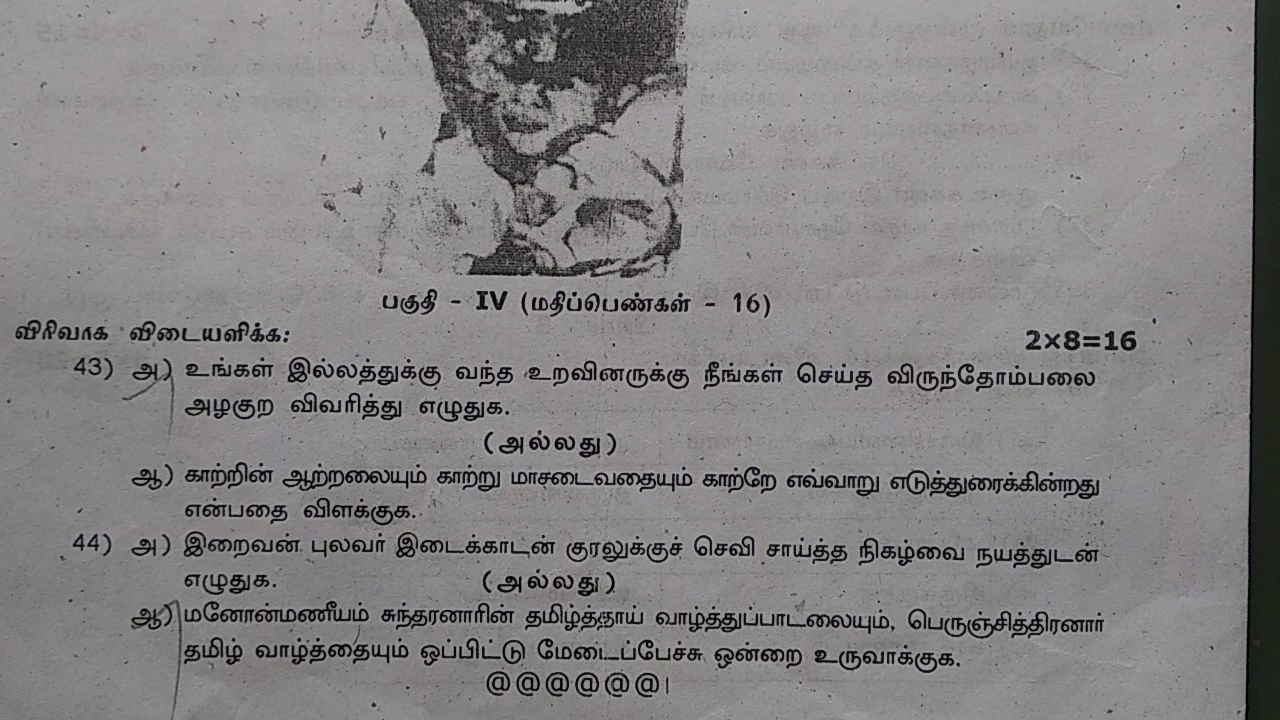 பகுதி - IV (மதிப்பெண்கள் - 16)
விரிவாக விடையளிக்க: 2×8=16
43) அ) உங்கள் இல்லத்துக்கு வந்த உறவினருக்கு நீங்கள் செய்த விருந்தோம்பலை
அழகுற விவரித்து எழுதுக.
(அல்லது)
ஆ) காற்றின் ஆற்றலையும் காற்று மாசடைவதையும் காற்றே எவ்வாறு எடுத்துரைக்கின்றது
என்பதை விளக்குக.
44) அ) இறைவன் புலவர் இடைக்காடன் குரலுக்குச் செவி சாய்த்த நிகழ்வை நயத்துடன்
எழுதுக. (அல்லது)
ஆ) மனோன்மணீயம் சுந்தரனாரின் தமிழ்த்தாய் வாழ்த்துப்பாடலையும், பெருஞ்சித்திரனார்
தமிழ் வாழ்த்தையும் ஒப்பிட்டு மேடைப்பேச்சு ஒன்றை உருவாக்குக.
@@@@@@